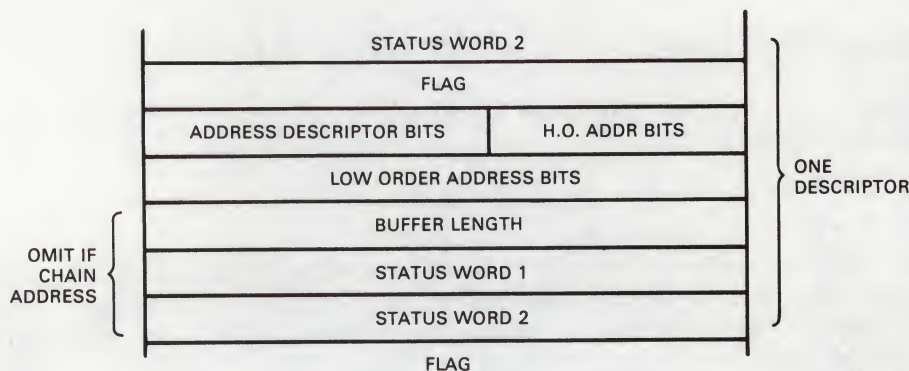 STATUS WORD 2
FLAG
ADDRESS DESCRIPTOR BITS
H.O. ADDR BITS
LOW ORDER ADDRESS BITS
BUFFER LENGTH
STATUS WORD 1
STATUS WORD 2
FLAG
OMIT IF
CHAIN
ADDRESS
ONE
DESCRIPTOR